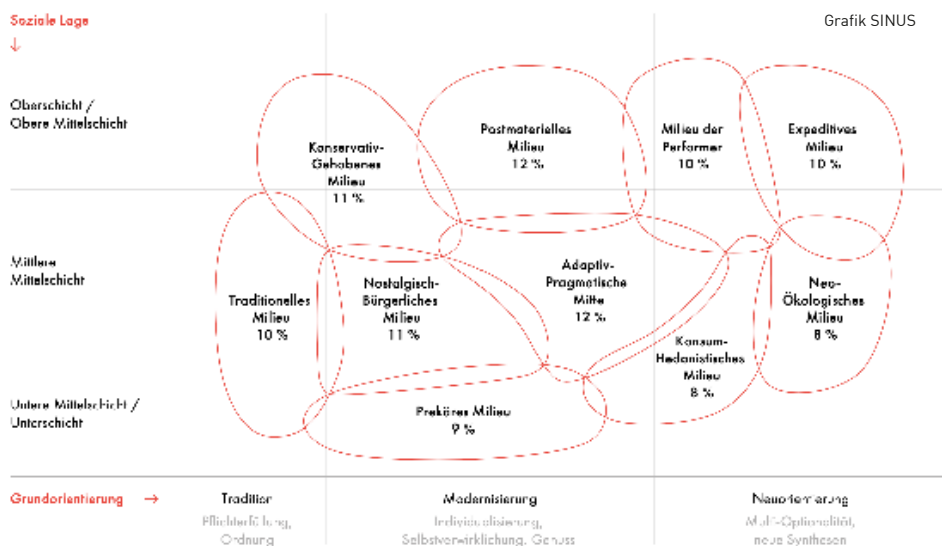 Soziale Lage
↓
Grafik SINUS
Oberschicht /
Obere Mittelschicht
Konservativ-
Gehobenes
Milieu
11 %
Postmaterielles
Milieu
12 %
Milieu der
Performer
10 %
Expeditives
Milieu
10 %
Mittlere
Mittelschicht
Traditionelles
Milieu
10 %
Nostalgisch-
Bürgerliches
Milieu
11 %
Adaptiv-
Pragmatische
Mitte
12 %
Neo-
Ökologisches
Milieu
8 %
Konsum-
Hedonistisches
Milieu
8 %
Untere Mittelschicht /
Unterschicht
Prekäres Milieu
9 %
Grundorientierung →
Tradition
Pflichterfüllung,
Ordnung
Modernisierung
Individualisierung,
Selbstverwirklichung, Genuss
Neuorientierung
Multi-Optionalität,
neue Synthesen